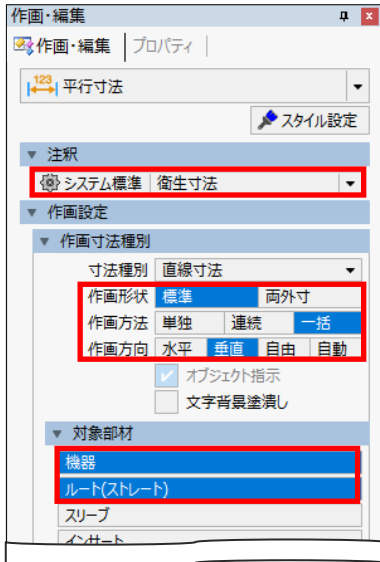 作画・編集
作画・編集 プロパティ
123 平行寸法
スタイル設定
注釈
システム標準 衛生寸法
作画設定
作画寸法種別
寸法種別 直線寸法
作画形状 標準 両外寸
作画方法 単独 連続 一括
作画方向 水平 垂直 自由 自動
オブジェクト指示
文字背景塗潰し
対象部材
機器
ルート(ストレート)
スリーブ
インサート